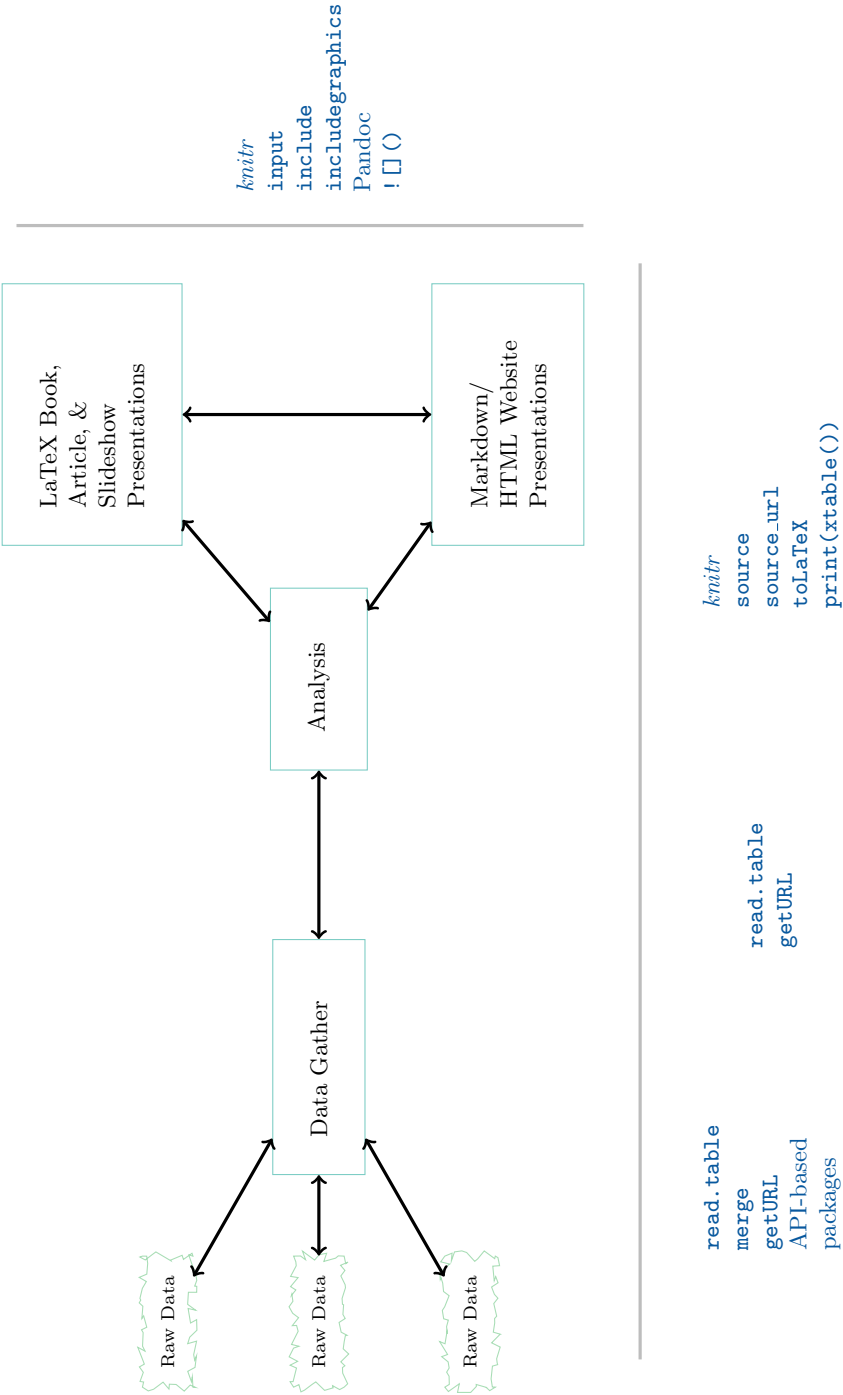 Raw Data
Raw Data
Raw Data
Data Gather
Analysis
LaTeX Book,
Article, &
Slideshow
Presentations
Markdown/
HTML Website
Presentations
knitr
input
include
includegraphics
Pandoc
![]()
read.table
merge
getURL
API-based
packages
read.table
getURL
knitr
source
source_url
toLaTeX
print(xtable())